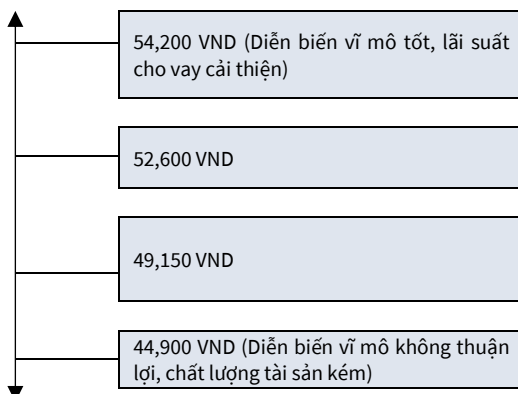 54,200 VND (Diễn biến vĩ mô tốt, lãi suất
cho vay cải thiện)
52,600 VND
49,150 VND
44,900 VND (Diễn biến vĩ mô không thuận
lợi, chất lượng tài sản kém)